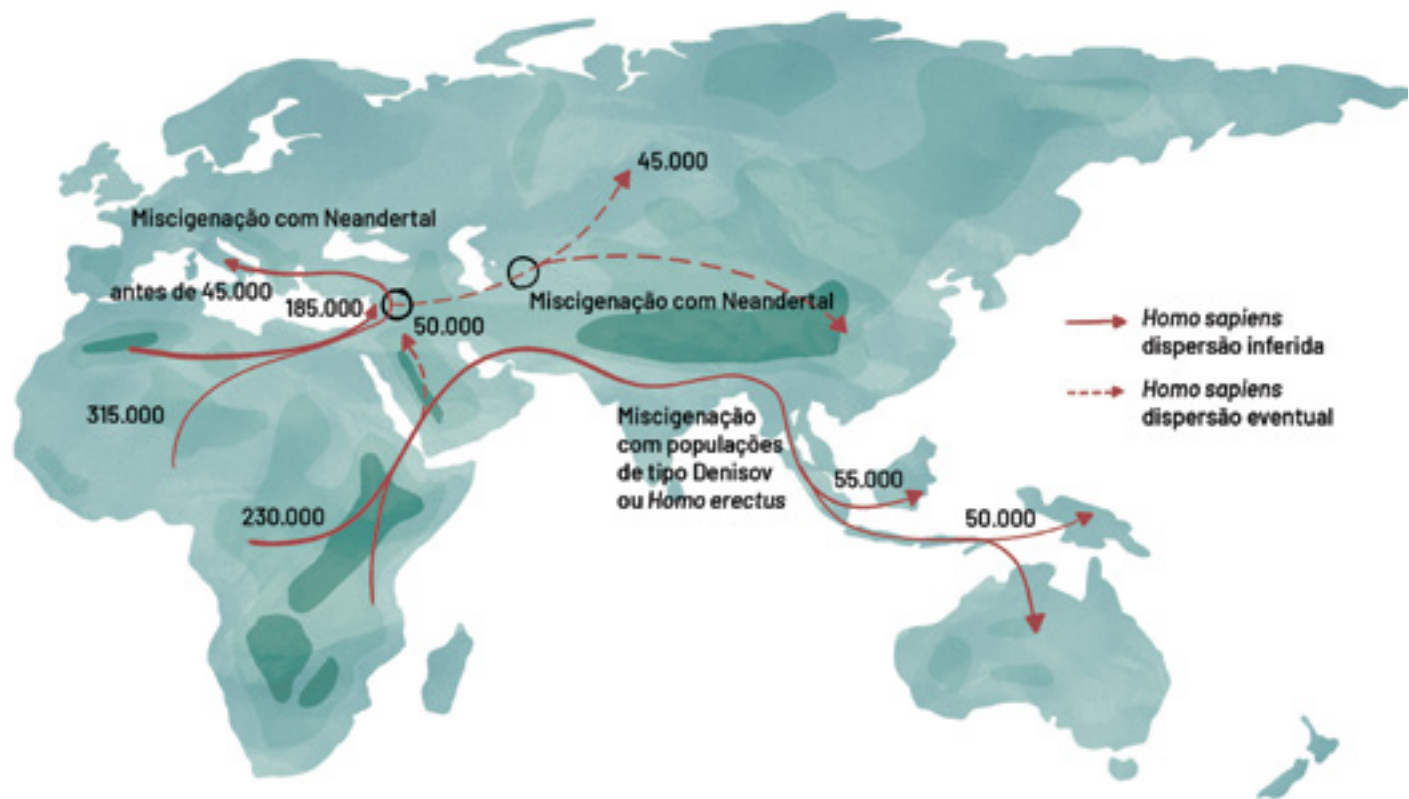 45.000
Miscigenação com Neandertal
antes de 45.000
185.000
50.000
Miscigenação com Neandertal
Homo sapiens
dispersão inferida
Homo sapiens
dispersão eventual
315.000
Miscigenação
com populações
de tipo Denisov
ou Homo erectus
55.000
230.000
50.000